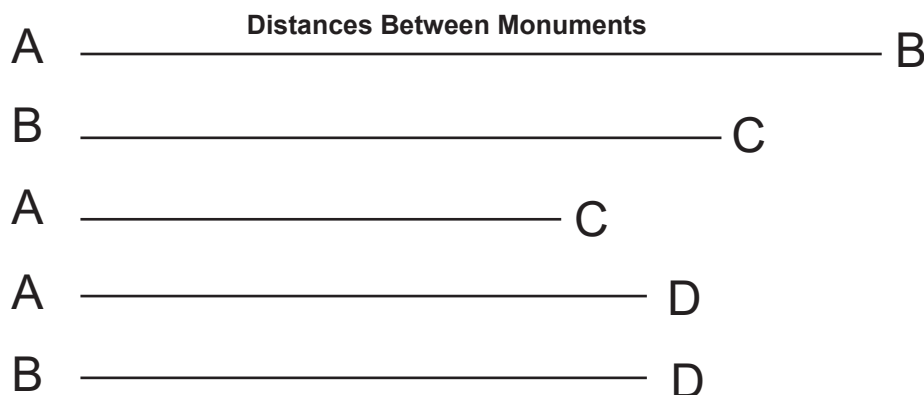 Distances Between Monuments
A B
B C
A C
A D
B D